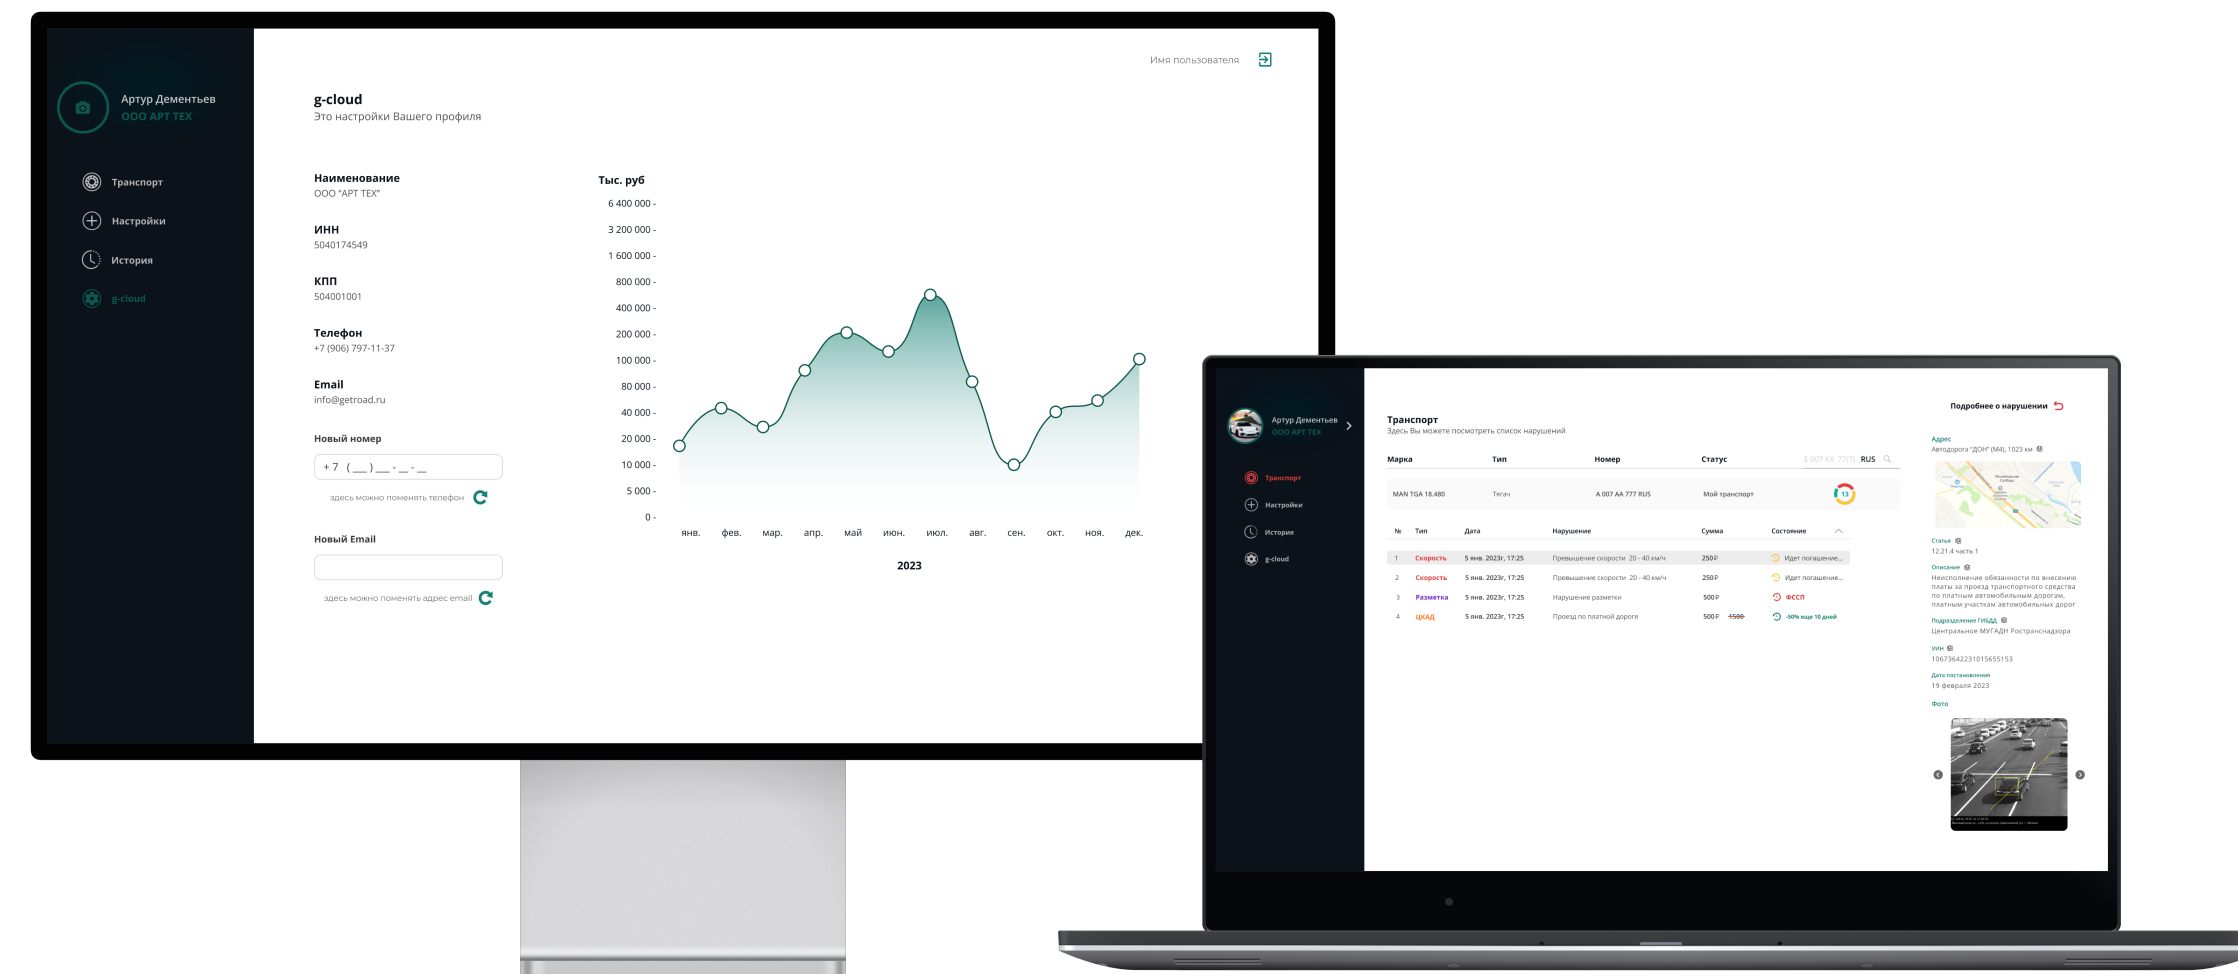 Имя пользователя
Артур Дементьев
ООО АРТ ТЕХ
Транспорт
Настройки
История
g-cloud
g-cloud
Это настройки Вашего профиля
Наименование
ООО “АРТ ТЕХ”
ИНН
5040174549
КПП
504001001
Телефон
+7 (906) 797-11-37
Email
info@getroad.ru
Новый номер
+ 7 ( __ ) __ - _ - _
здесь можно поменять телефон
Новый Email
здесь можно поменять адрес email
Тыс. руб
6 400 000 -
3 200 000 -
1 600 000 -
800 000 -
400 000 -
200 000 -
100 000 -
80 000 -
40 000 -
20 000 -
10 000 -
5 000 -
0 -
янв. фев. мар. апр. май июн. июл. авг. сен. окт. ноя. дек.
2023
Артур Дементьев
ООО АРТ ТЕХ
Транспорт
Настройки
История
g-cloud
Транспорт
Здесь Вы можете посмотреть список нарушений
Марка Тип Номер Статус Е 007 КХ 77(7) RUS
MAN TGA 18.480 Тягач А 007 АА 777 RUS Мой транспорт 13
№ Тип Дата Нарушение Сумма Состояние
1 Скорость 5 янв. 2023г, 17:25 Превышение скорости 20 - 40 км/ч 250₽ Идет погашение...
2 Скорость 5 янв. 2023г, 17:25 Превышение скорости 20 - 40 км/ч 250₽ Идет погашение...
3 Разметка 5 янв. 2023г, 17:25 Нарушение разметки 500₽ ФССП
4 ЦКАД 5 янв. 2023г, 17:25 Проезд по платной дороге 500₽ 1500 -50% еще 10 дней
Подробнее о нарушении
Адрес
Автодорога “ДОН” (М4), 1023 км
Статья
12.21.4 часть 1
Описание
Неисполнение обязанности по внесению
платы за проезд транспортного средства
по платным автомобильным дорогам,
платным участкам автомобильных дорог
Подразделение ГИБДД
Центральное МУГАДН Ространснадзора
УИН
10673642231015655153
Дата постановления
19 февраля 2023
Фото